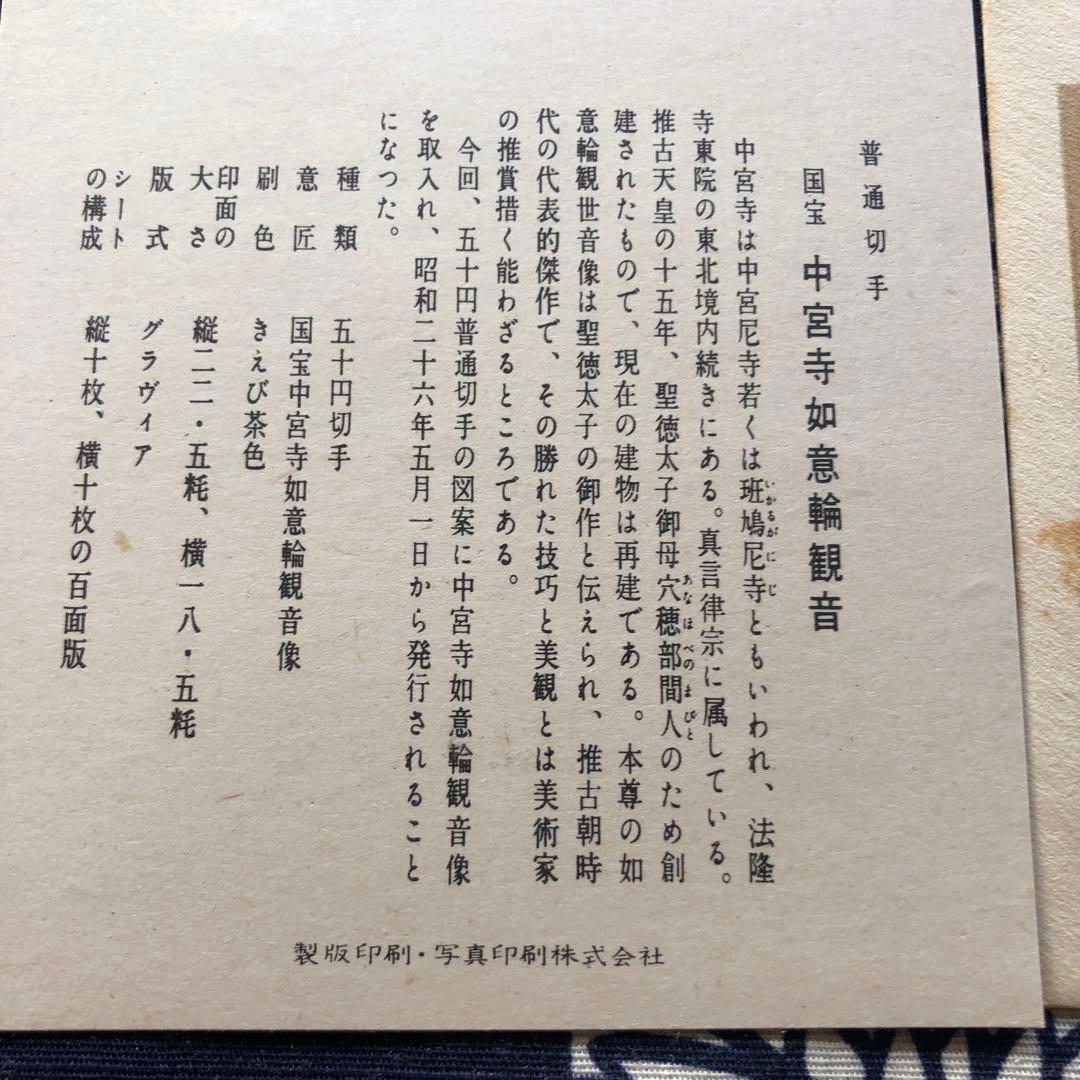 普通切手
国宝 中宮寺如意輪観音
中宮寺は中宮尼寺若くは班鳩尼寺ともいわれ、法隆
いかるがにじ
寺東院の東北境内続きにある。真言律宗に属している。
推古天皇の十五年、聖徳太子御母穴穂部間人のため創
あなほべのまびと
建されたもので、現在の建物は再建である。本尊の如
意輪観世音像は聖徳太子の御作と伝えられ、推古朝時
代の代表的傑作で、その勝れた技巧と美観とは美術家
の推賞措く能わざるところである。
今回、五十円普通切手の図案に中宮寺如意輪観音像
を取入れ、昭和二十六年五月一日から発行されること
になつた。
種類 五十円切手
意匠 国宝中宮寺如意輪観音像
刷色 きえび茶色
印面の大さ 縦二二・五粍、横一八・五粍
版式 グラヴィア
シートの構成 縦十枚、横十枚の百面版
製版印刷・写真印刷株式会社